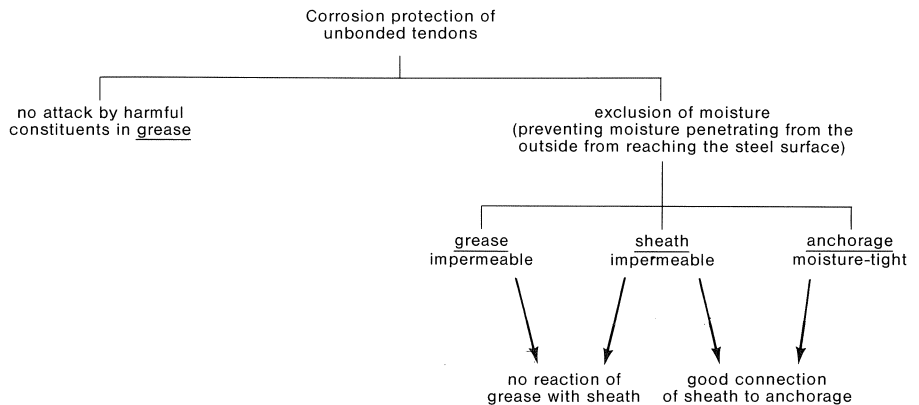 Corrosion protection of
unbonded tendons
no attack by harmful
constituents in grease
exclusion of moisture
(preventing moisture penetrating from the
outside from reaching the steel surface)
grease
impermeable
sheath
impermeable
anchorage
moisture-tight
no reaction of
grease with sheath
good connection
of sheath to anchorage